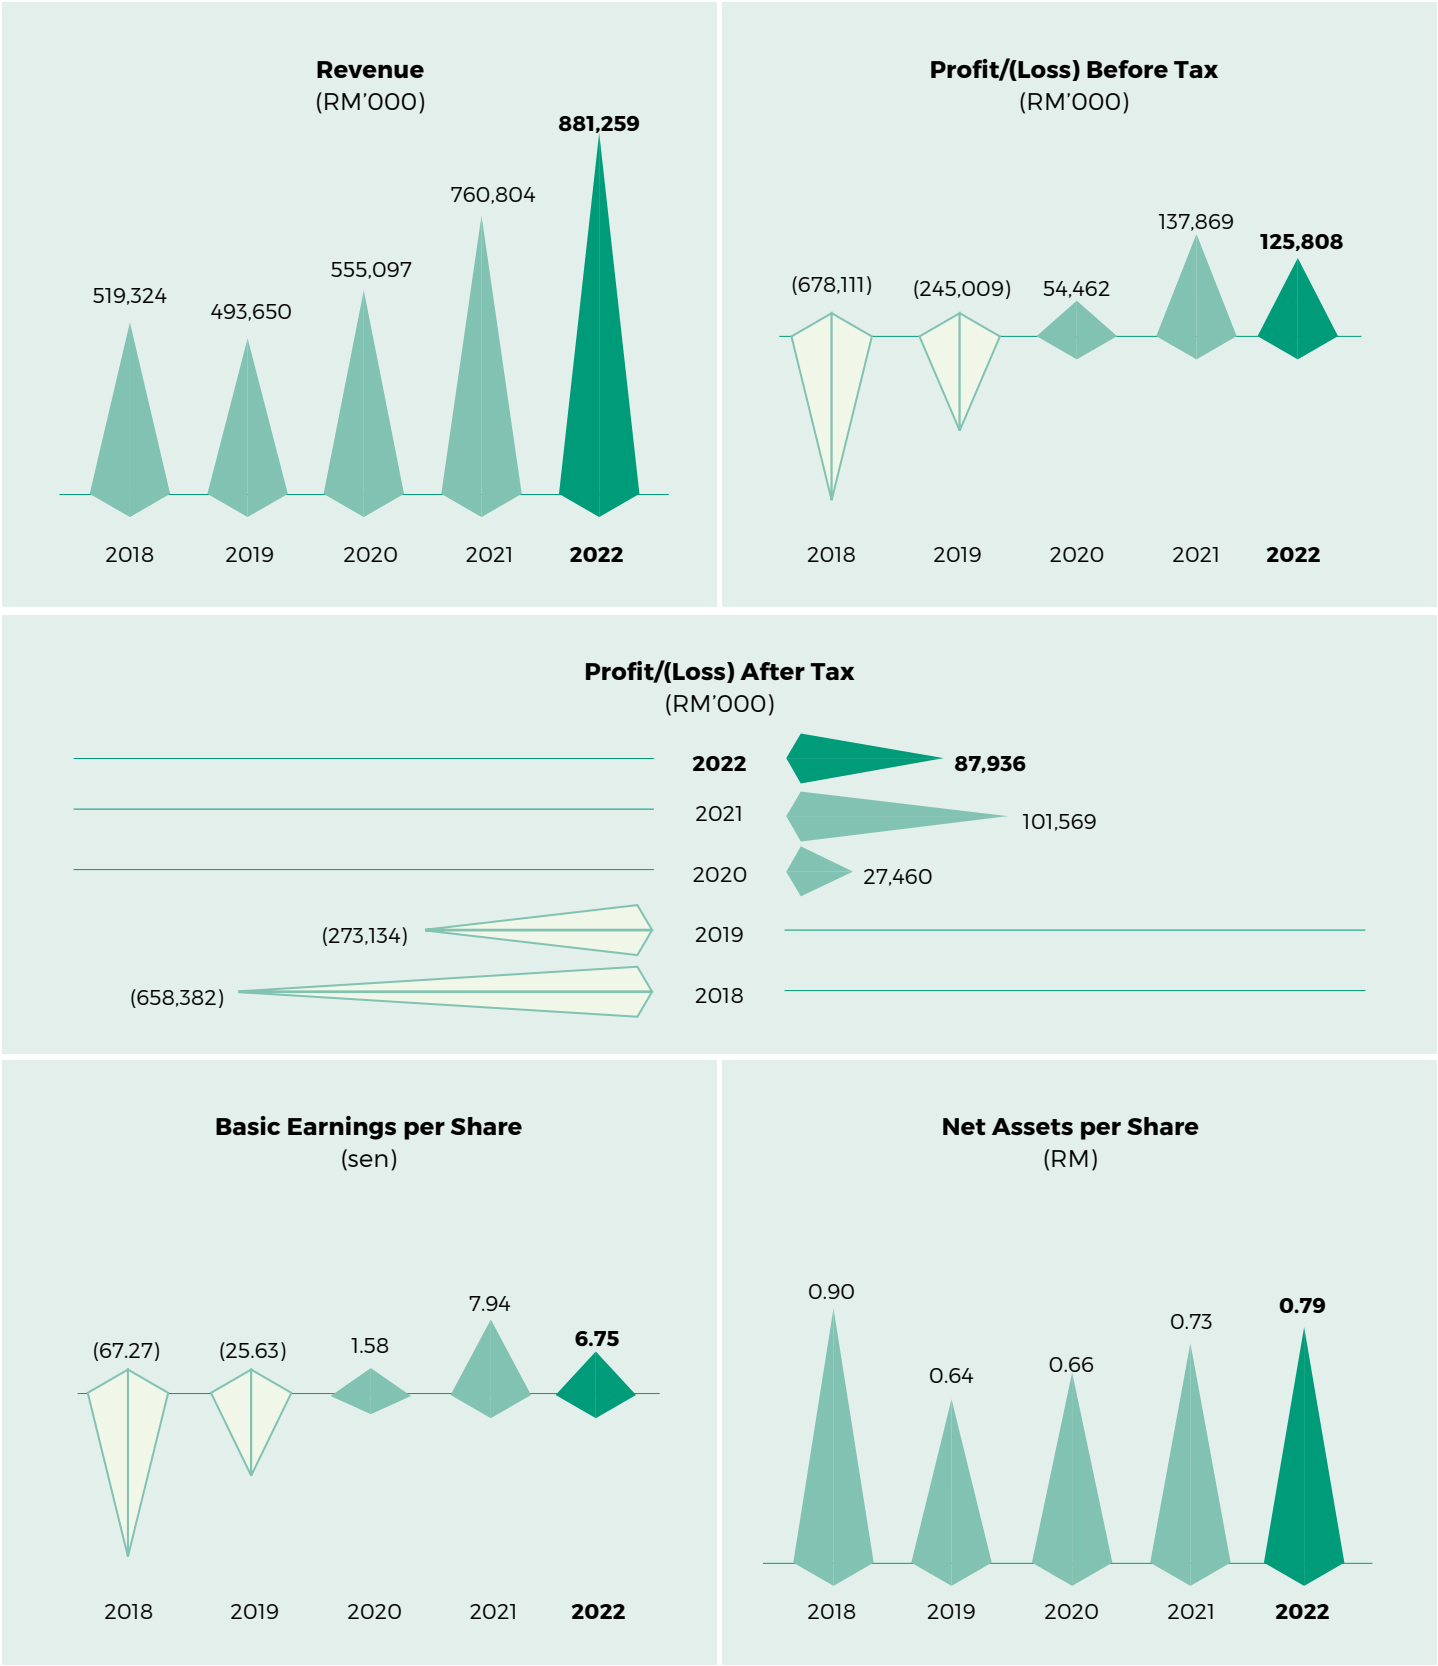 Revenue
(RM’000)
881,259
760,804
555,097
519,324
493,650
2018 2019 2020 2021 2022
Profit/(Loss) Before Tax
(RM’000)
137,869
125,808
(678,111) (245,009) 54,462
2018 2019 2020 2021 2022
Profit/(Loss) After Tax
(RM’000)
2022 87,936
2021 101,569
2020 27,460
(273,134) 2019
(658,382) 2018
Basic Earnings per Share
(sen)
7.94
6.75
(67.27) (25.63) 1.58
2018 2019 2020 2021 2022
Net Assets per Share
(RM)
0.90
0.79
0.73
0.66
0.64
2018 2019 2020 2021 2022